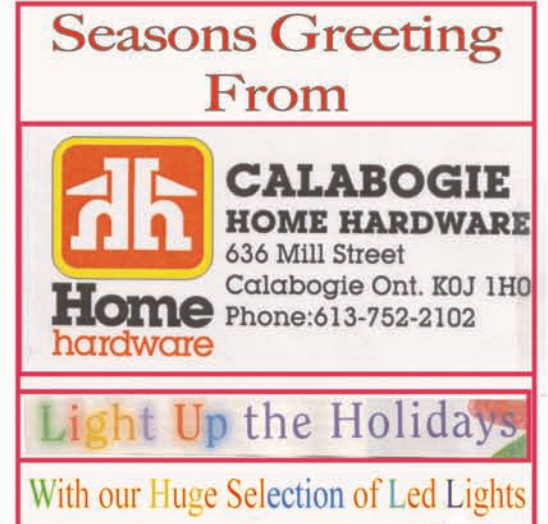 Seasons Greeting
From
CALABOGIE
HOME HARDWARE
636 Mill Street
Calabogie Ont. K0J 1H0
Phone:613-752-2102
Home
hardware
Light Up the Holidays
With our Huge Selection of Led Lights